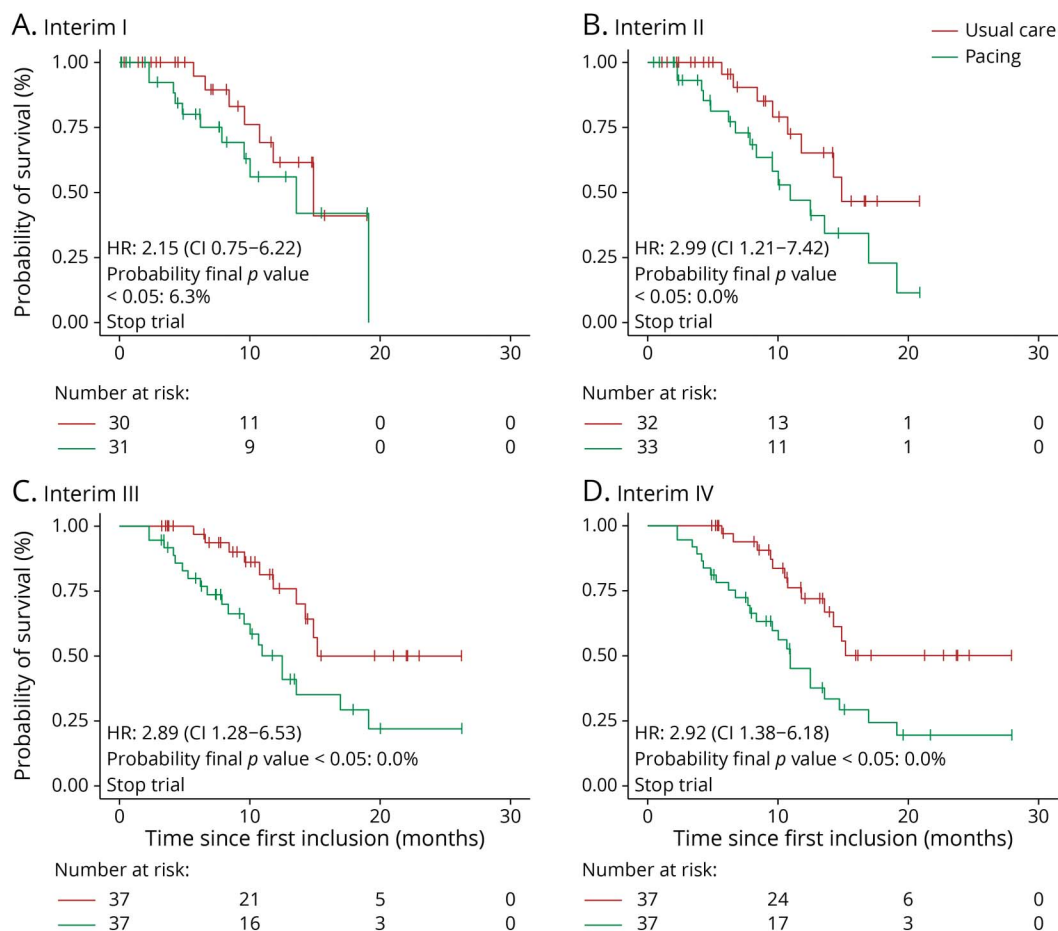 A. Interim I
B. Interim II
Usual care
Pacing
Probability of survival (%)
1.00
0.75
0.50
0.25
0.00
HR: 2.15 (CI 0.75–6.22)
Probability final p value
< 0.05: 6.3%
Stop trial
0 10 20 30
Number at risk:
30 11 0 0
31 9 0 0
1.00
0.75
0.50
0.25
0.00
HR: 2.99 (CI 1.21–7.42)
Probability final p value
< 0.05: 0.0%
Stop trial
0 10 20 30
Number at risk:
32 13 1 0
33 11 1 0
C. Interim III
Probability of survival (%)
1.00
0.75
0.50
0.25
0.00
HR: 2.89 (CI 1.28–6.53)
Probability final p value < 0.05: 0.0%
Stop trial
0 10 20 30
Time since first inclusion (months)
Number at risk:
37 21 5 0
37 16 3 0
D. Interim IV
1.00
0.75
0.50
0.25
0.00
HR: 2.92 (CI 1.38–6.18)
Probability final p value < 0.05: 0.0%
Stop trial
0 10 20 30
Time since first inclusion (months)
Number at risk:
37 24 6 0
37 17 3 0